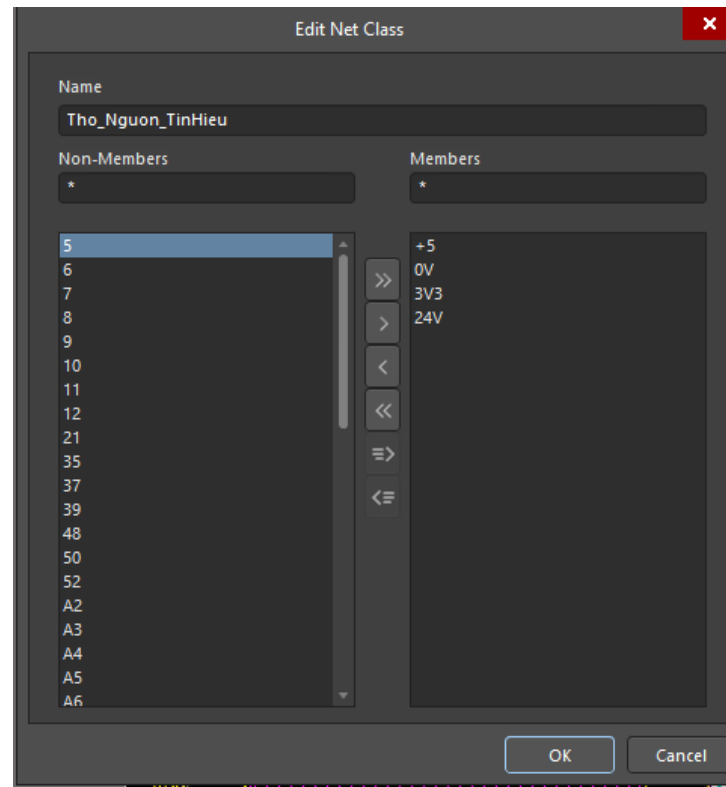 Edit Net Class
Name
Tho_Nguon_TinHieu
Non-Members
Members
*
*
5
6
7
8
9
10
11
12
21
35
37
39
48
50
52
A2
A3
A4
A5
A6
+5
0V
3V3
24V
OK
Cancel